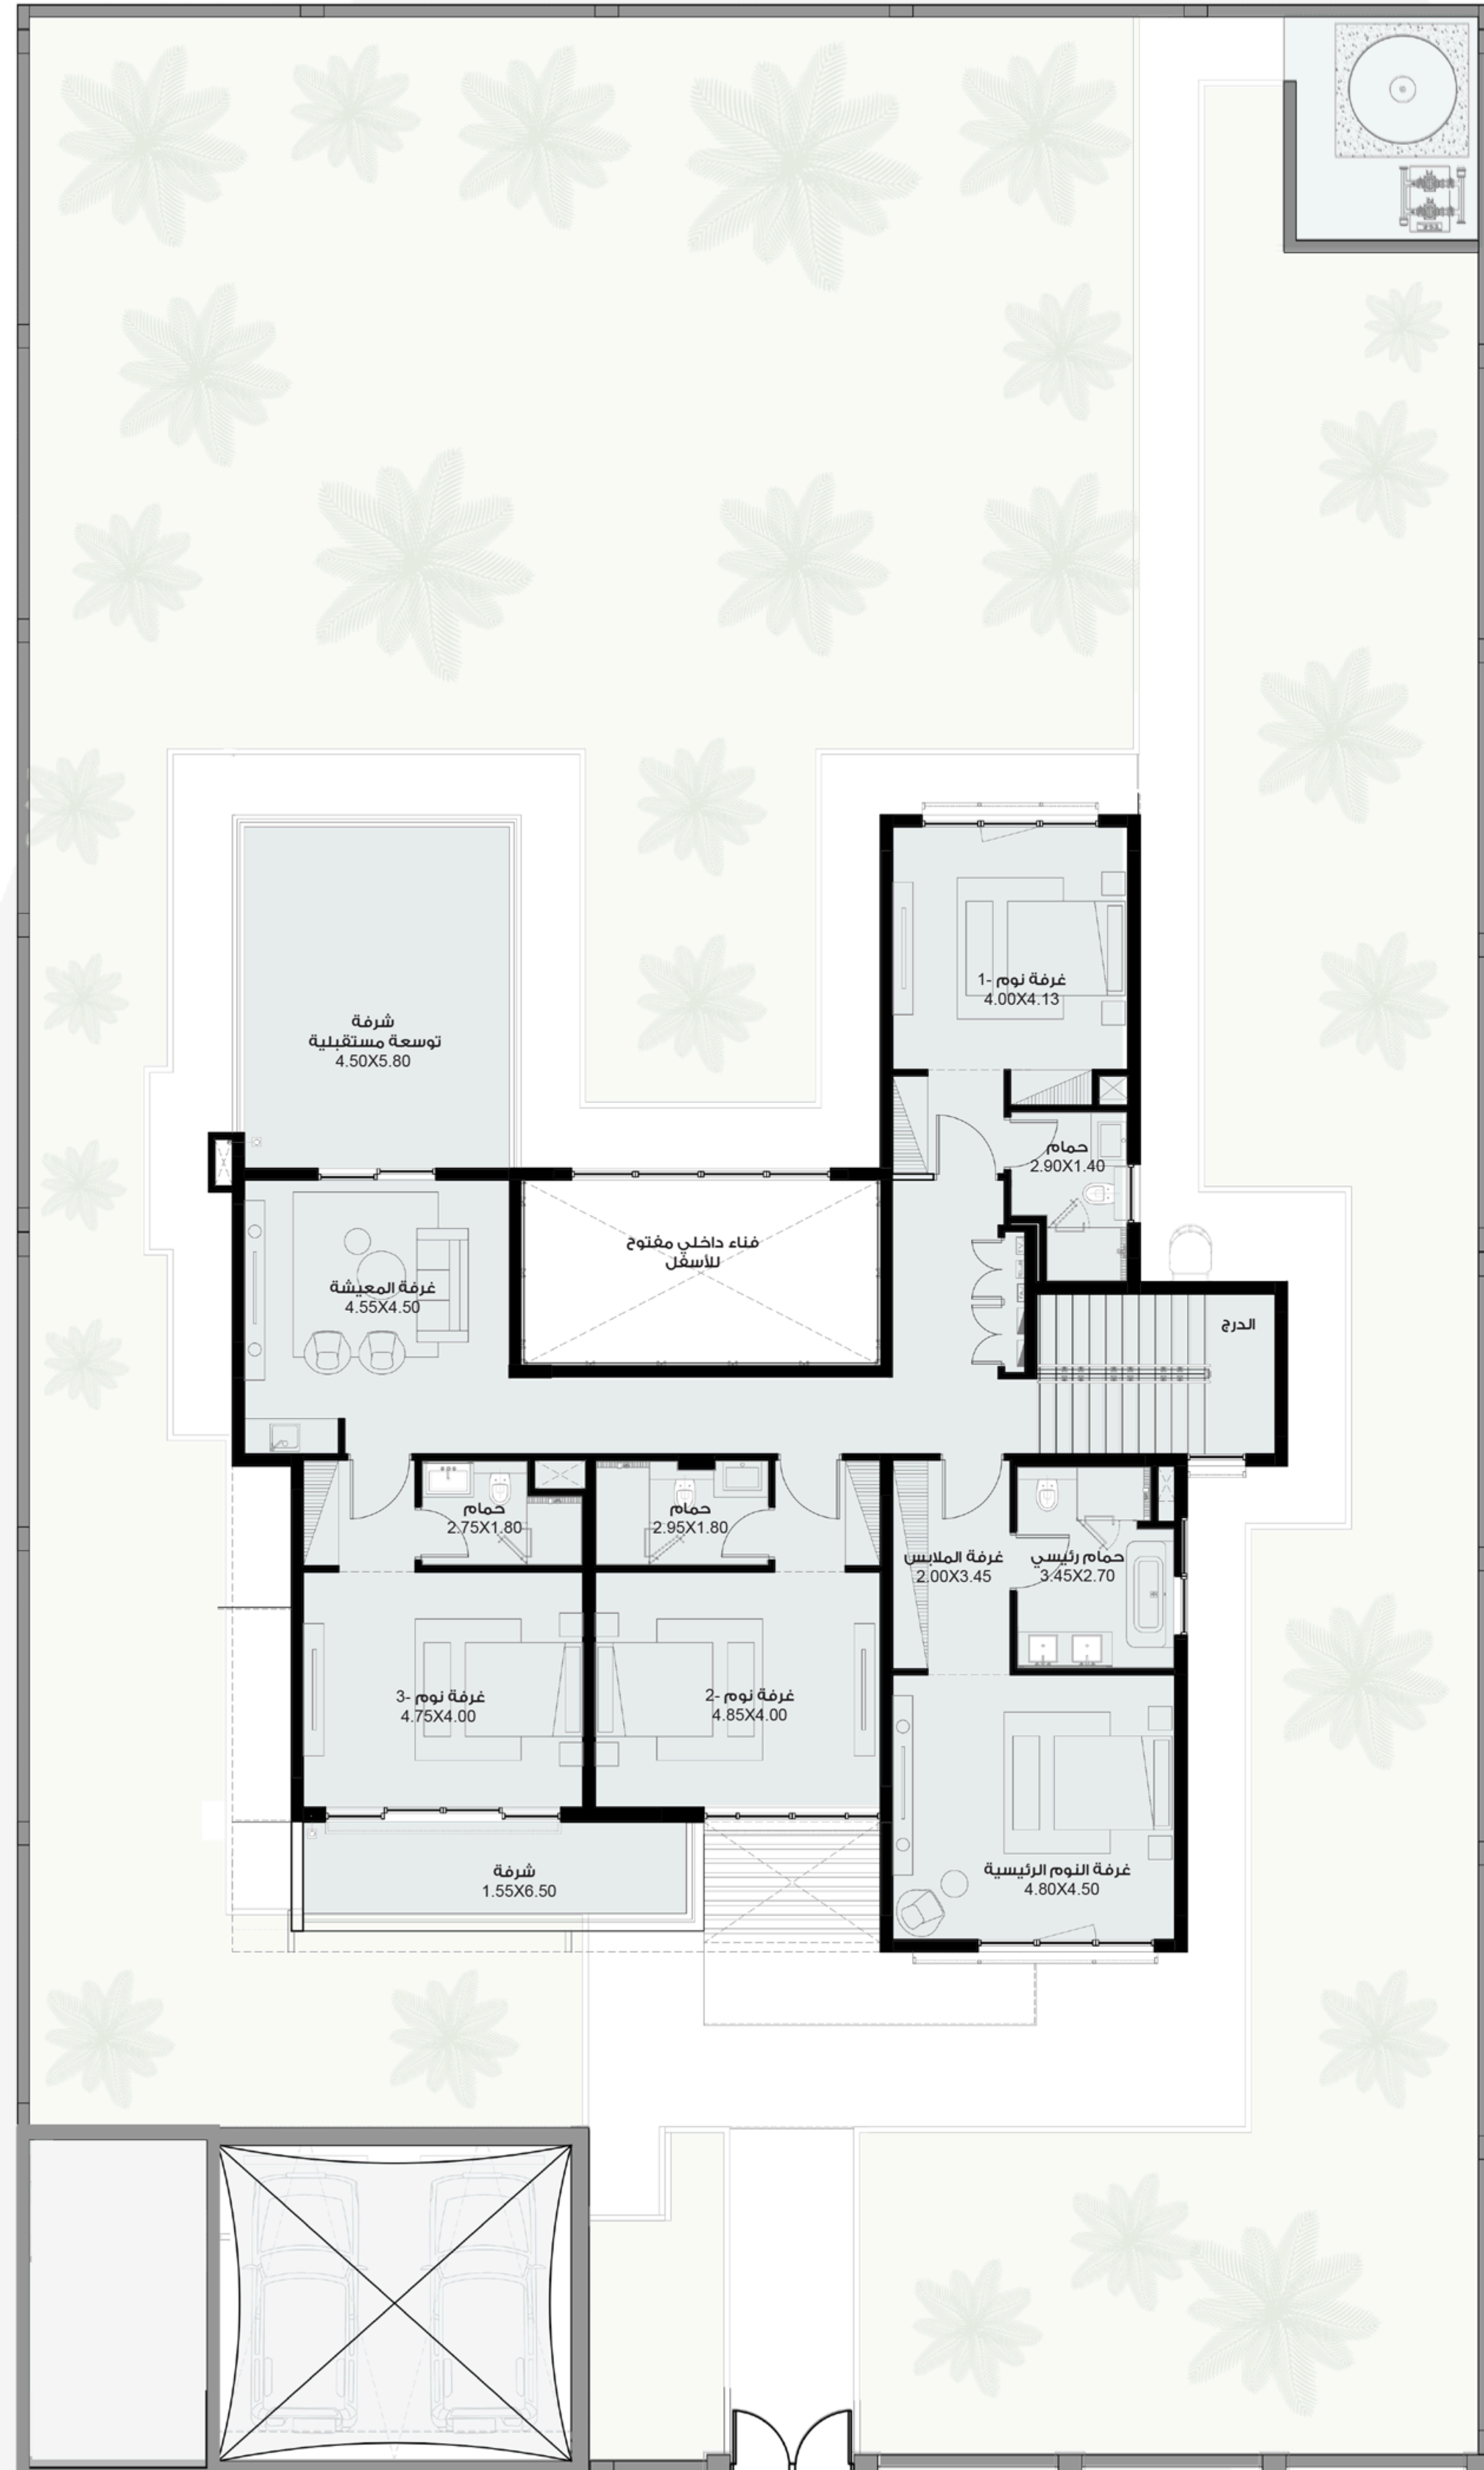 غرفة نوم -1
4.00X4.13
شرفة
توسعة مستقبلية
4.50X5.80
حمام
2.90X1.40
فناء داخلي مفتوح
للأسفل
غرفة المعيشة
4.55X4.50
الدرج
حمام
2.75X1.80
حمام
2.95X1.80
غرفة الملابس
2.00X3.45
حمام رئيسي
3.45X2.70
غرفة نوم -3
4.75X4.00
غرفة نوم -2
4.85X4.00
شرفة
1.55X6.50
غرفة النوم الرئيسية
4.80X4.50